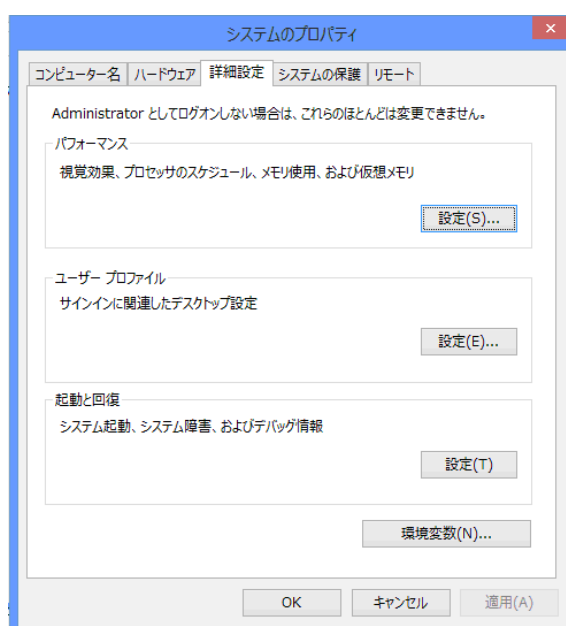 システムのプロパティ
コンピューター名 ハードウェア 詳細設定 システムの保護 リモート
Administrator としてログオンしない場合は、これらのほとんどは変更できません。
パフォーマンス
視覚効果、プロセッサのスケジュール、メモリ使用、および仮想メモリ
設定(S)...
ユーザー プロファイル
サインインに関連したデスクトップ設定
設定(E)...
起動と回復
システム起動、システム障害、およびデバッグ情報
設定(T)
環境変数(N)...
OK キャンセル 適用(A)